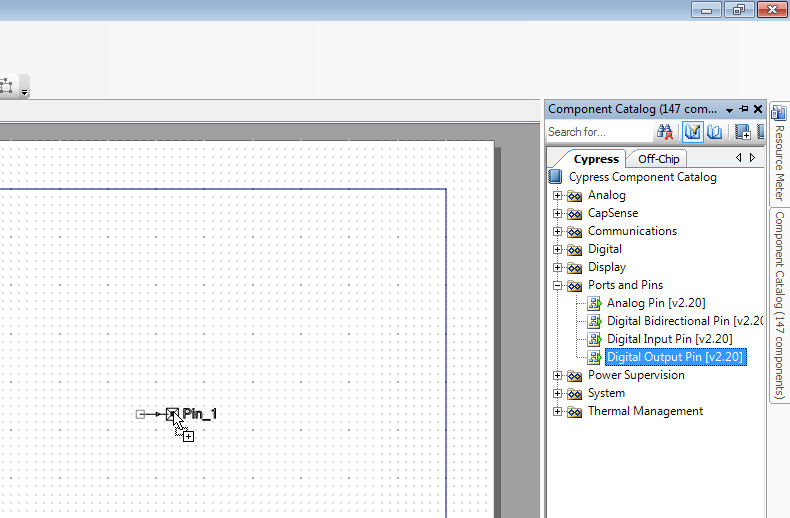 Component Catalog (147 com...
Search for...
Cypress
Off-Chip
Cypress Component Catalog
Analog
CapSense
Communications
Digital
Display
Ports and Pins
Analog Pin [v2.20]
Digital Bidirectional Pin [v2.20
Digital Input Pin [v2.20]
Digital Output Pin [v2.20]
Power Supervision
System
Thermal Management
Pin_1
Resource Meter
Component Catalog (147 components)